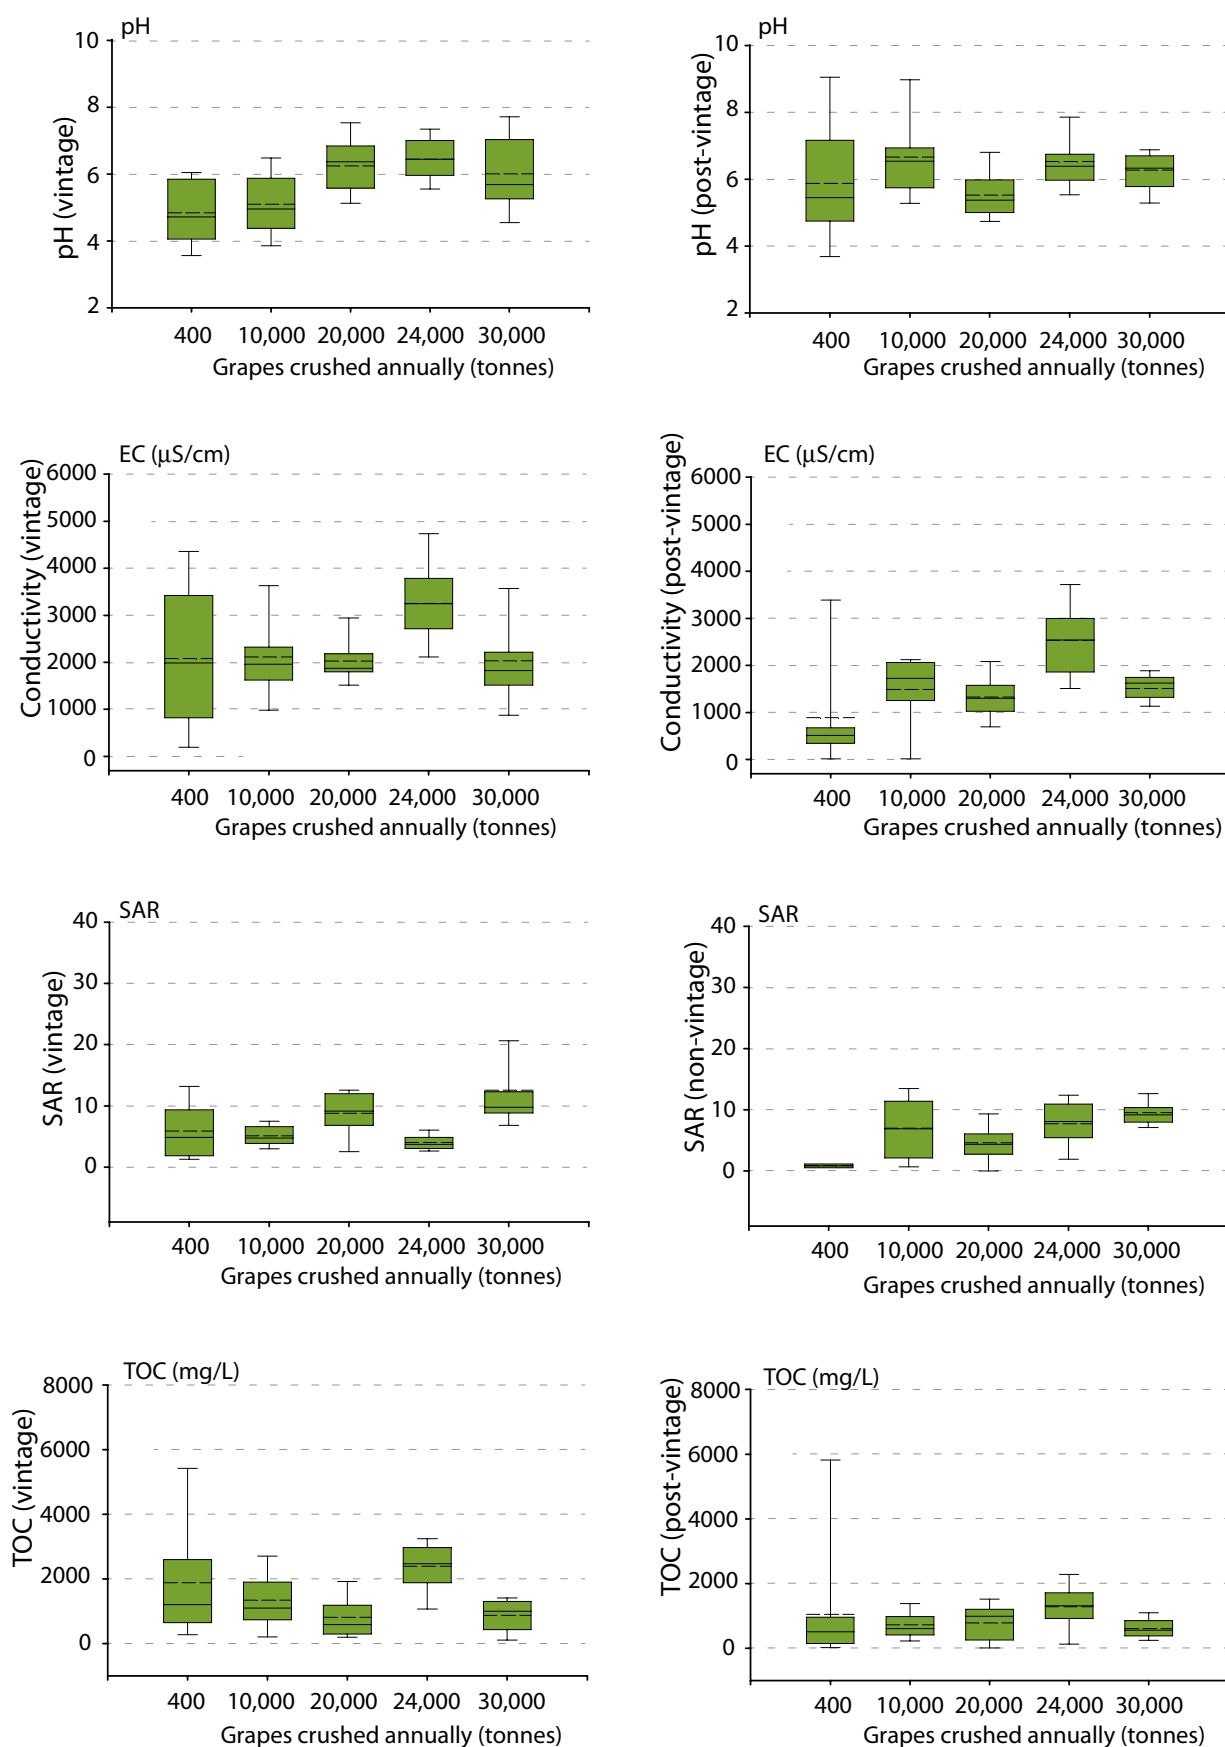 pH
pH (vintage)
10
8
6
4
2
400 10,000 20,000 24,000 30,000
Grapes crushed annually (tonnes)
pH
pH (post-vintage)
10
8
6
4
2
400 10,000 20,000 24,000 30,000
Grapes crushed annually (tonnes)
EC (μS/cm)
Conductivity (vintage)
6000
5000
4000
3000
2000
1000
0
400 10,000 20,000 24,000 30,000
Grapes crushed annually (tonnes)
EC (μS/cm)
Conductivity (post-vintage)
6000
5000
4000
3000
2000
1000
0
400 10,000 20,000 24,000 30,000
Grapes crushed annually (tonnes)
SAR
SAR (vintage)
40
30
20
10
0
400 10,000 20,000 24,000 30,000
Grapes crushed annually (tonnes)
SAR
SAR (non-vintage)
40
30
20
10
0
400 10,000 20,000 24,000 30,000
Grapes crushed annually (tonnes)
TOC (mg/L)
TOC (vintage)
8000
6000
4000
2000
0
400 10,000 20,000 24,000 30,000
Grapes crushed annually (tonnes)
TOC (mg/L)
TOC (post-vintage)
8000
6000
4000
2000
0
400 10,000 20,000 24,000 30,000
Grapes crushed annually (tonnes)